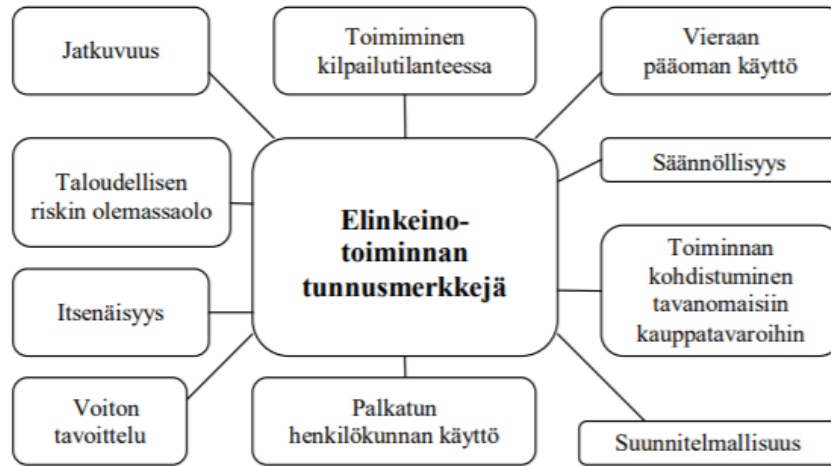 Jatkuvuus
Toimiminen
kilpailutilanteessa
Vieraan
pääoman käyttö
Taloudellisen
riskin olemassaolo
Elinkeino-
toiminnan
tunnusmerkkejä
Säännöllisyys
Toiminnan
kohdistuminen
tavanomaisiin
kauppatavaroihin
Itsenäisyys
Voiton
tavoittelu
Palkatun
henkilökunnan käyttö
Suunnitelmallisuus